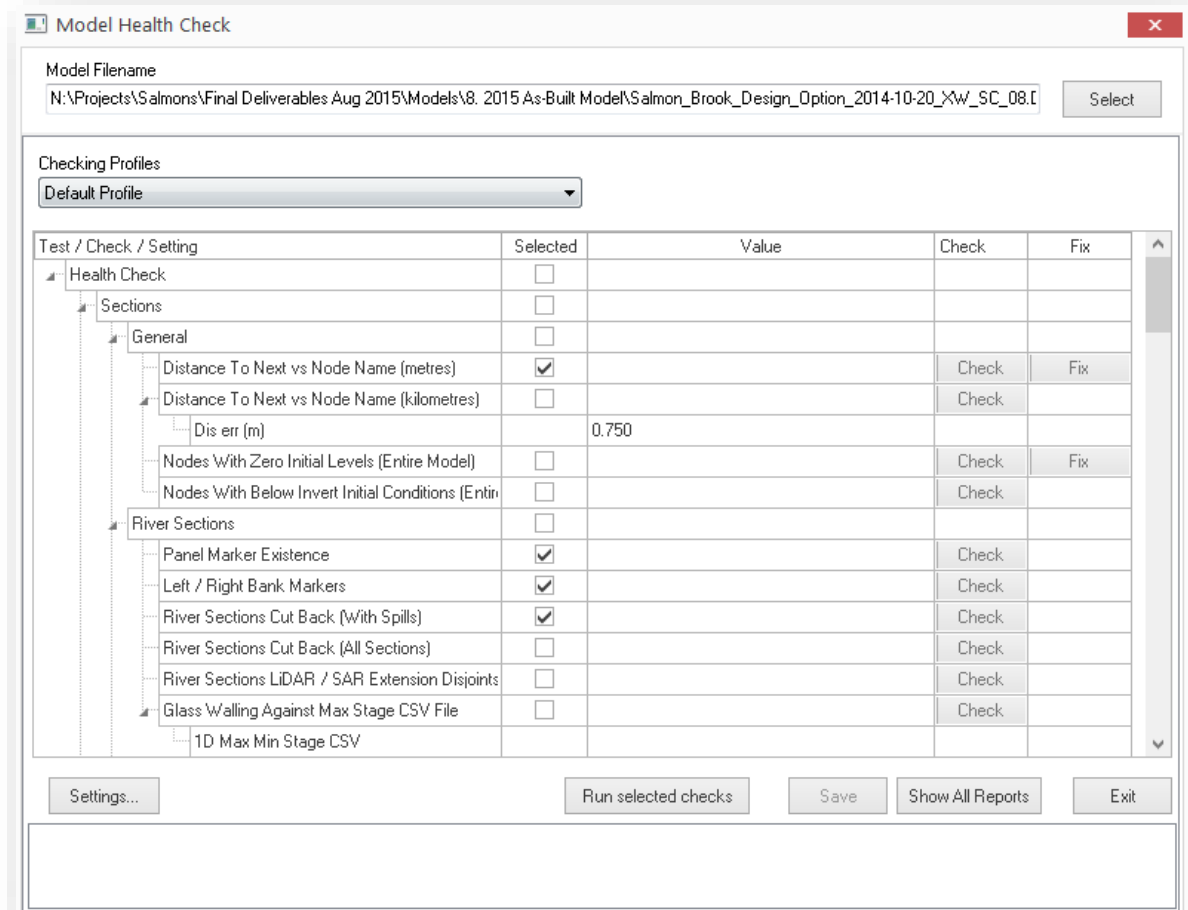 Model Health Check
Model Filename
N:\Projects\Salmons\Final Deliverables Aug 2015\Models\8. 2015 As-Built Model\Salmon_Brook_Design_Option_2014-10-20_XW_SC_08.D
Select
Checking Profiles
Default Profile
Test / Check / Setting Selected Value Check Fix
Health Check
Sections
General
Distance To Next vs Node Name (metres) Check Fix
Distance To Next vs Node Name (kilometres) Check
Dis err (m) 0.750
Nodes With Zero Initial Levels (Entire Model) Check Fix
Nodes With Below Invert Initial Conditions (Entire Check
River Sections
Panel Marker Existence Check
Left / Right Bank Markers Check
River Sections Cut Back (With Spills) Check
River Sections Cut Back (All Sections) Check
River Sections LiDAR / SAR Extension Disjoints Check
Glass Walling Against Max Stage CSV File Check
1D Max Min Stage CSV
Settings... Run selected checks Save Show All Reports Exit